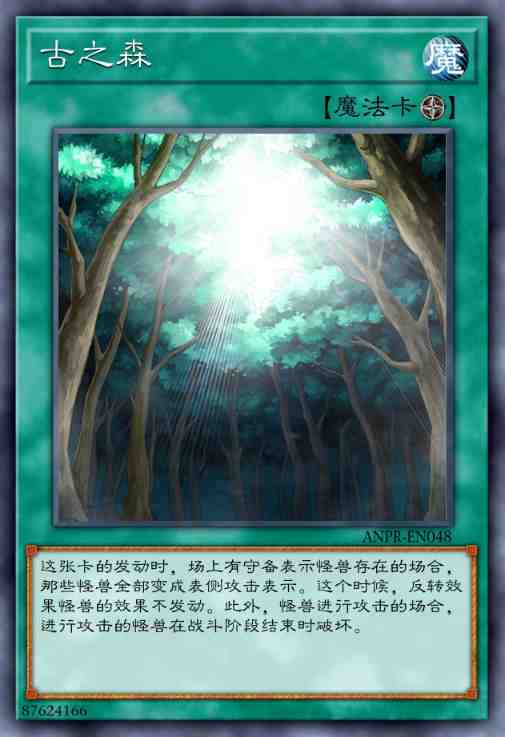 古之森
魔
【魔法卡】
ANPR-EN048
这张卡的发动时，场上有守备表示怪兽存在的场合，
那些怪兽全部变成表侧攻击表示。这个时候，反转效
果怪兽的效果不发动。此外，怪兽进行攻击的场合，
进行攻击的怪兽在战斗阶段结束时破坏。
87624166